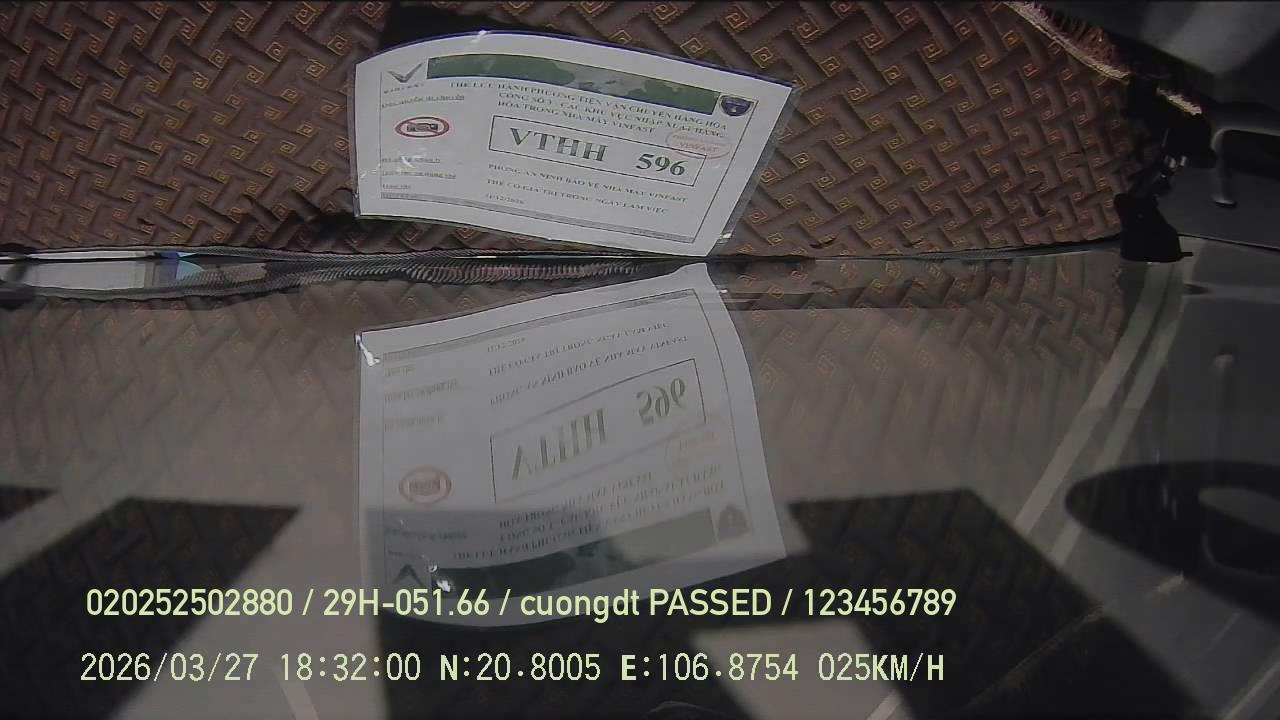 THẺ LƯU HÀNH PHƯƠNG TIỆN VẬN CHUYỂN HÀNG HÓA
CỔNG SỐ 3 - CÁC KHU VỰC NHẬP XUẤT HÀNG
HÓA TRONG NHÀ MÁY VINFAST
VINFAST
VTHH 596
PHÒNG AN NINH BẢO VỆ NHÀ MÁY VINFAST
THẺ CÓ GIÁ TRỊ TRONG NGÀY LÀM VIỆC
020252502880 / 29H-051.66 / cuongdt PASSED / 123456789
2026/03/27 18:32:00 N:20.8005 E:106.8754 025KM/H